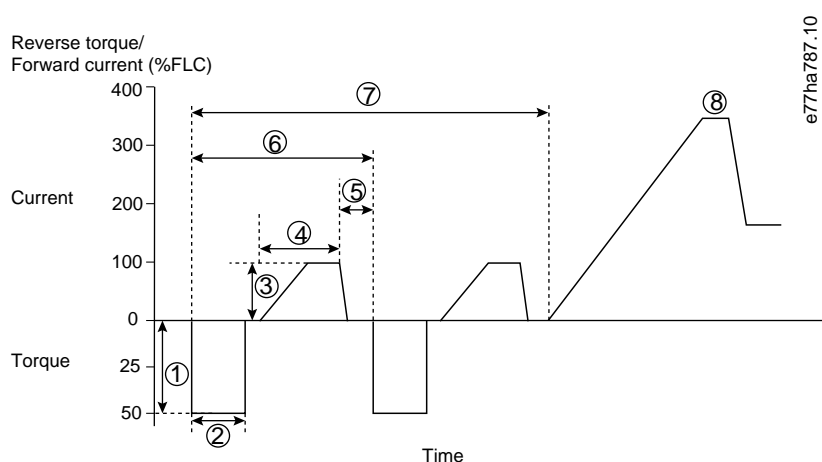 Reverse torque/
Forward current (%FLC)
e77ha787.10
400
⑦
⑧
300
⑥
Current
200
⑤
④
100
③
0
Torque
25
①
50
②
Time